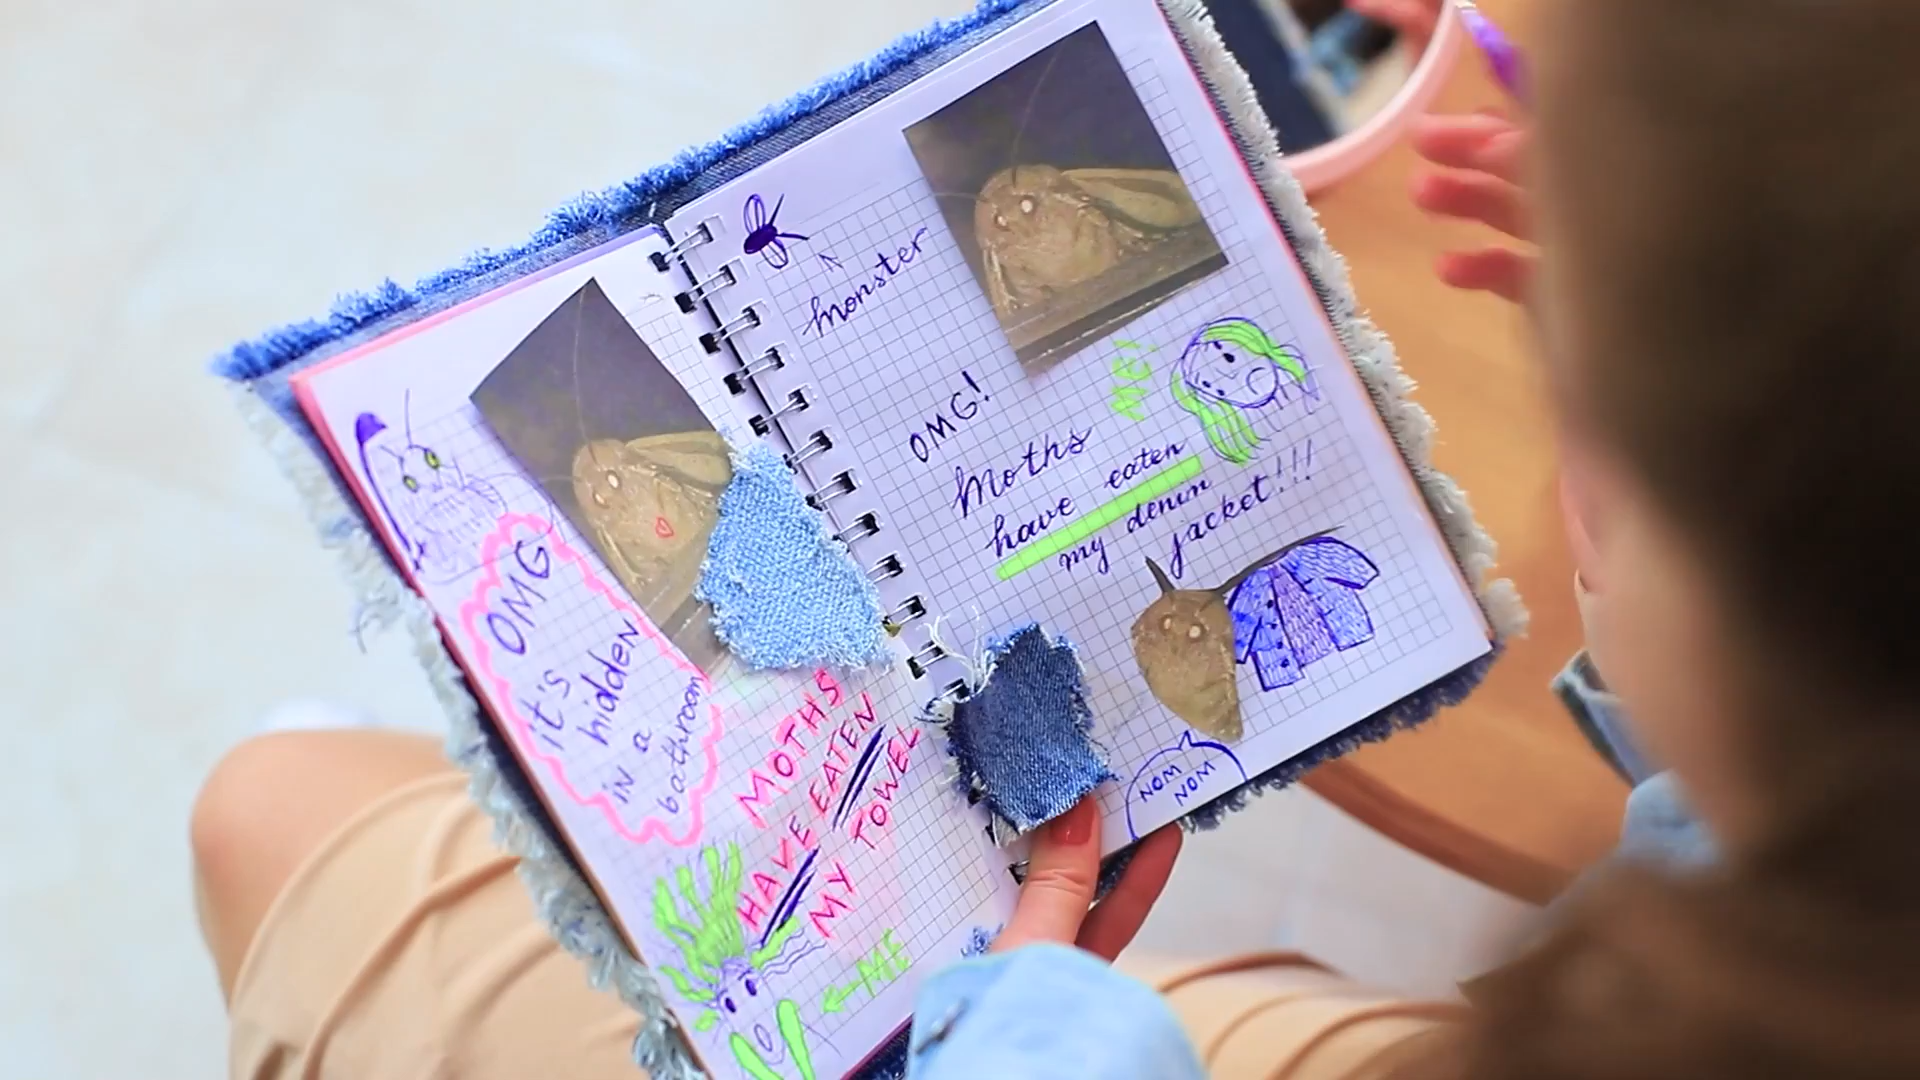 OMG
it's
hidden
in a
bathroom
MOTHS
HAVE EATEN
MY TOWEL
ME
monster
OMG!
Moths
have eaten
my denim
jacket!!!
ME!
NOM
NOM